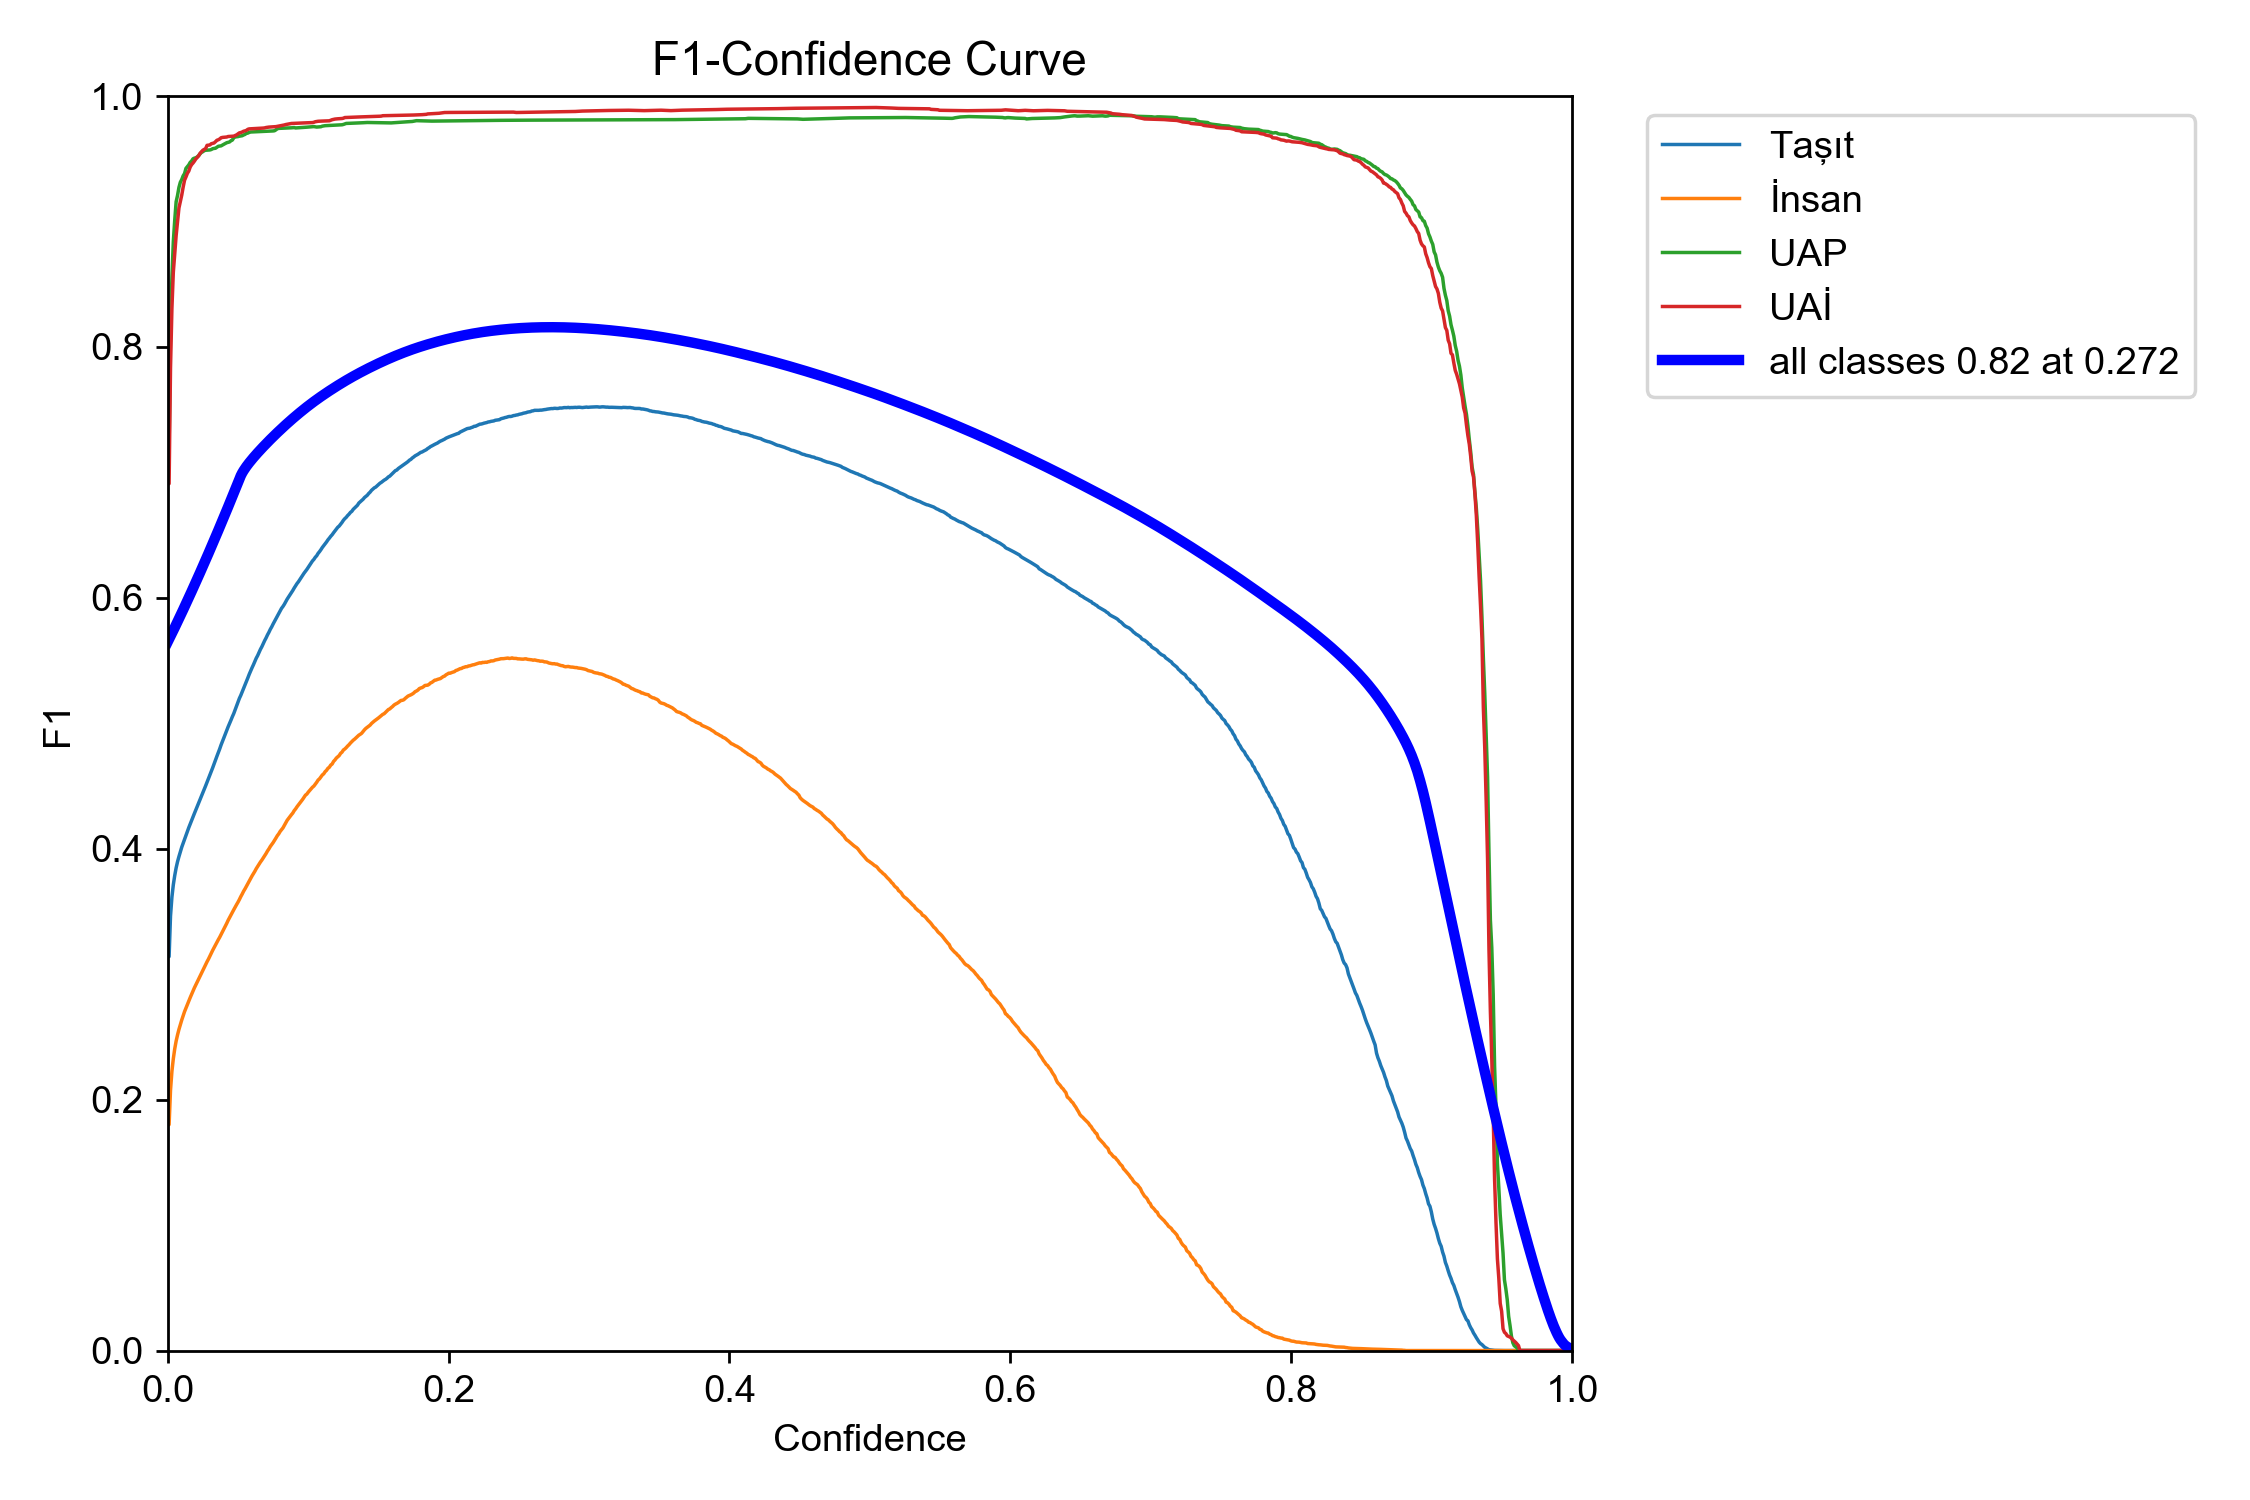 F1-Confidence Curve
1.0
0.8
0.6
0.4
0.2
0.0
F1
0.0 0.2 0.4 0.6 0.8 1.0
Confidence
Taşıt
İnsan
UAP
UAİ
all classes 0.82 at 0.272